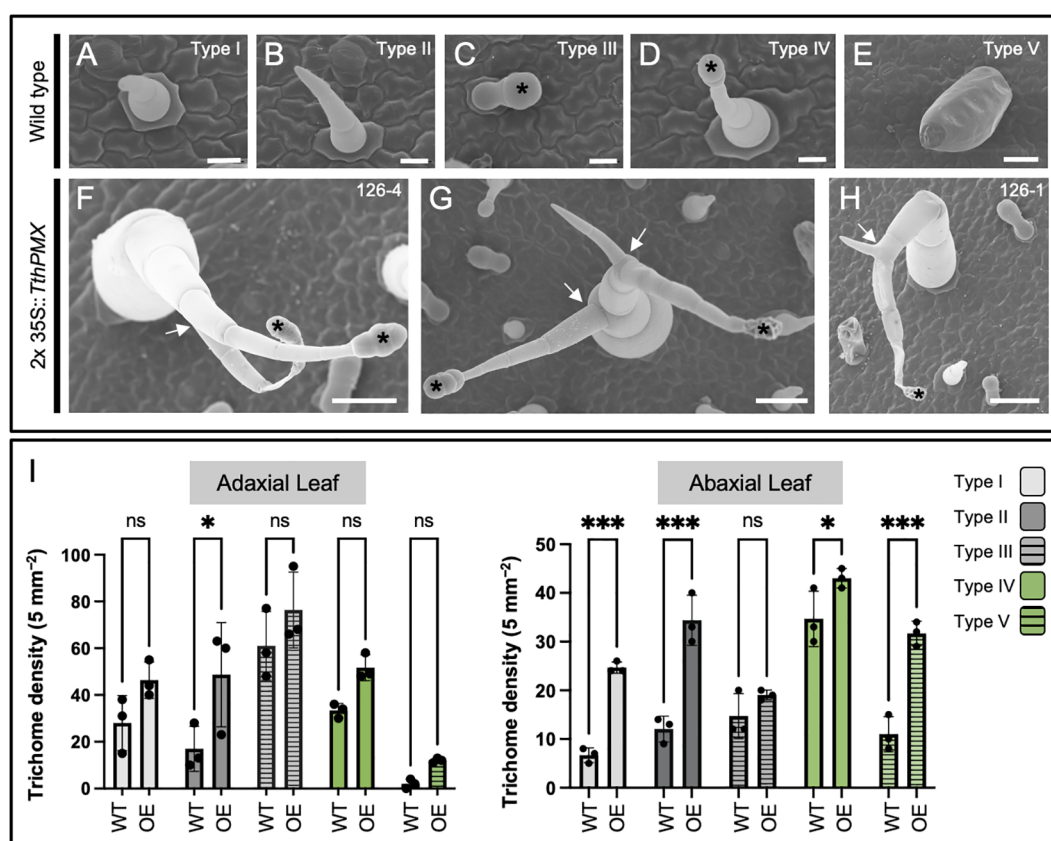 Wild type
A Type I
B Type II
C Type III
D Type IV
E Type V
2x 35S::TthPMX
F 126-4
G
H 126-1
I
Adaxial Leaf
ns * ns ns ns
Trichome density (5 mm⁻²)
100
80
60
40
20
0
WT OE WT OE WT OE WT OE WT OE
Abaxial Leaf
*** *** ns * ***
Trichome density (5 mm⁻²)
50
40
30
20
10
0
WT OE WT OE WT OE WT OE WT OE
Type I
Type II
Type III
Type IV
Type V